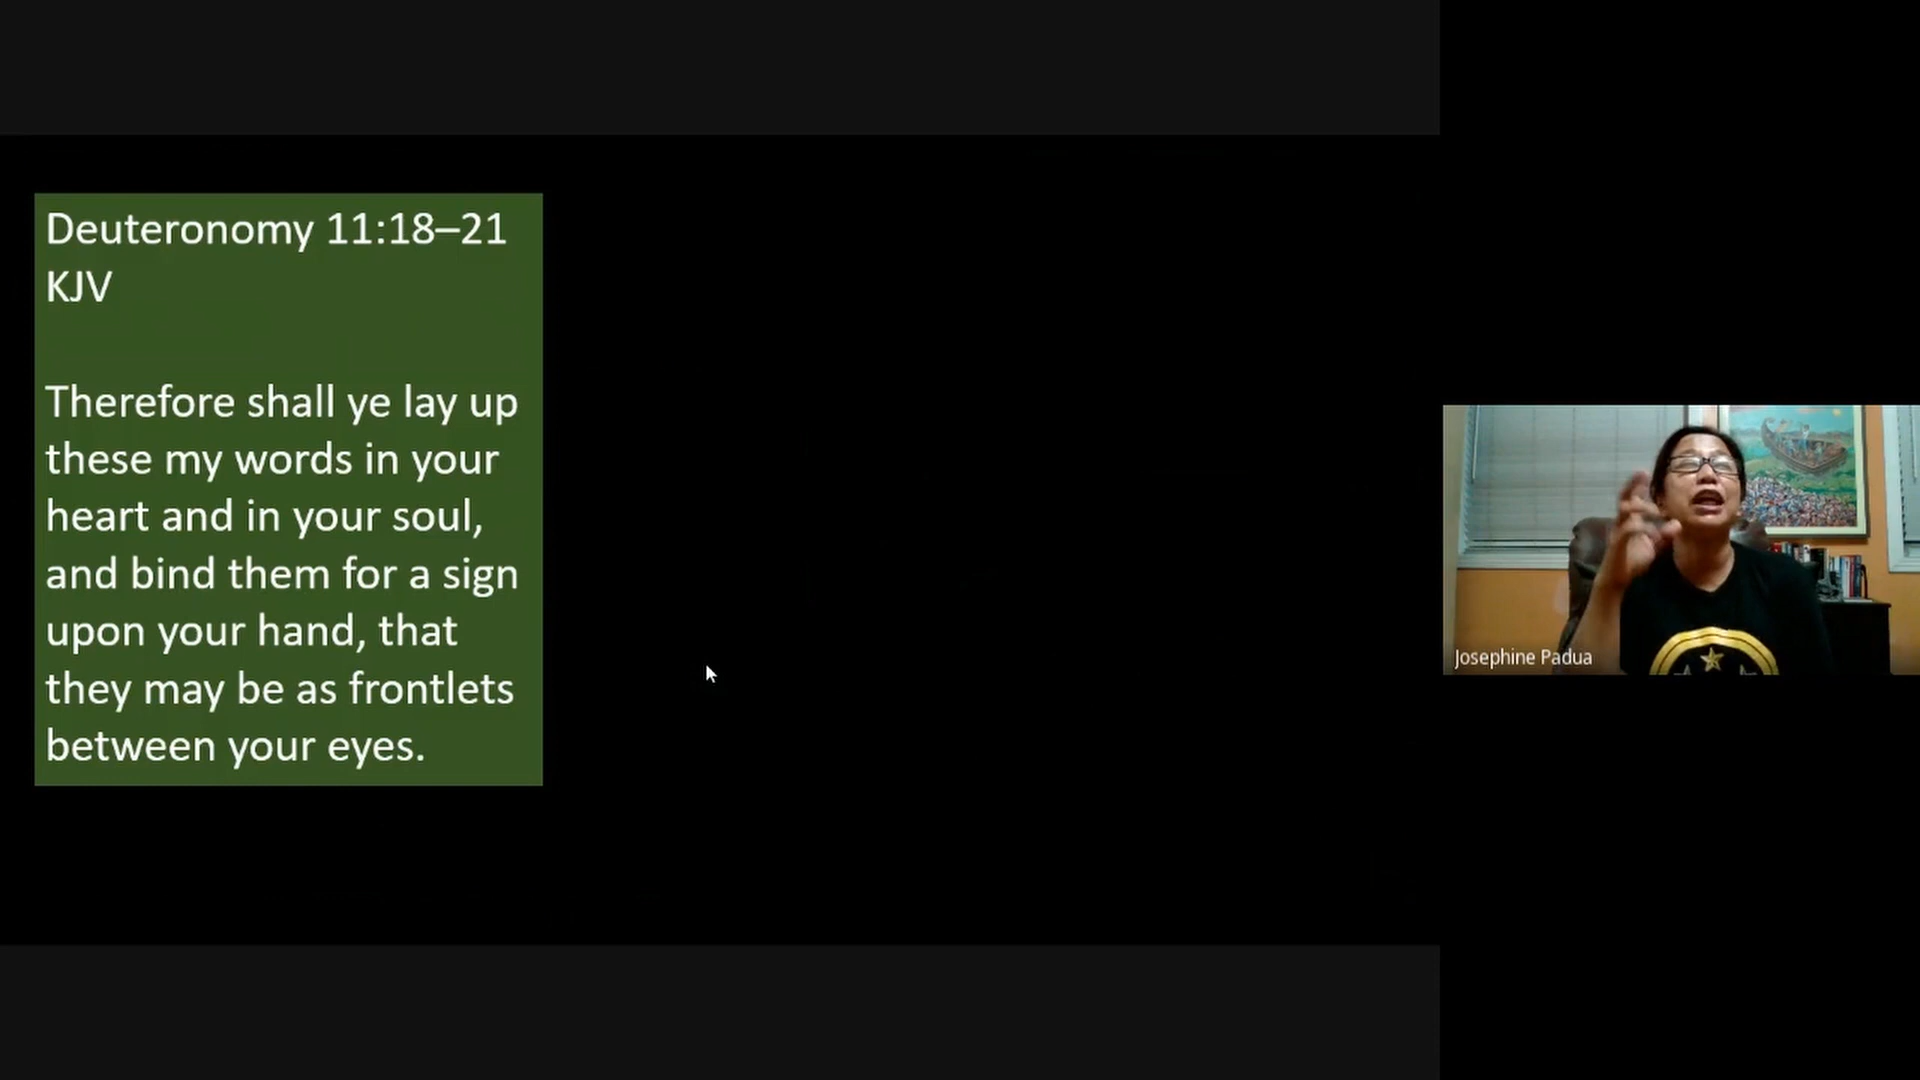 Deuteronomy 11:18–21
KJV
Therefore shall ye lay up
these my words in your
heart and in your soul,
and bind them for a sign
upon your hand, that
they may be as frontlets
between your eyes.
Josephine Padua